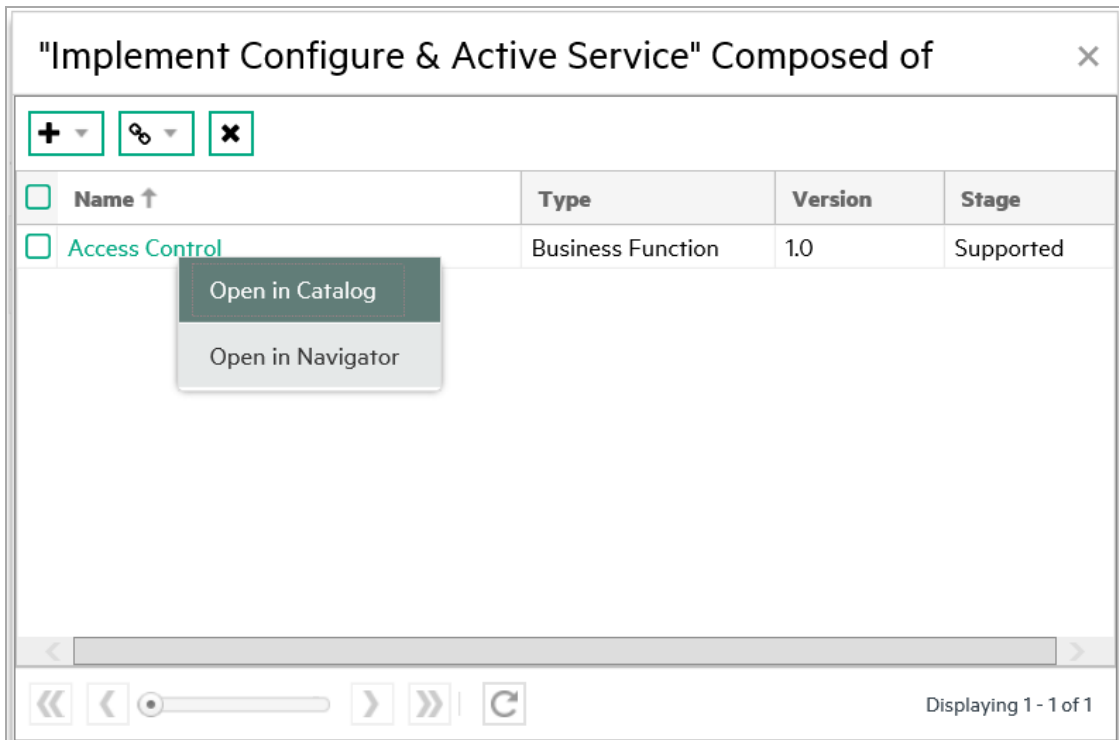 "Implement Configure & Active Service" Composed of
Name Type Version Stage
Access Control Business Function 1.0 Supported
Open in Catalog
Open in Navigator
Displaying 1 - 1 of 1